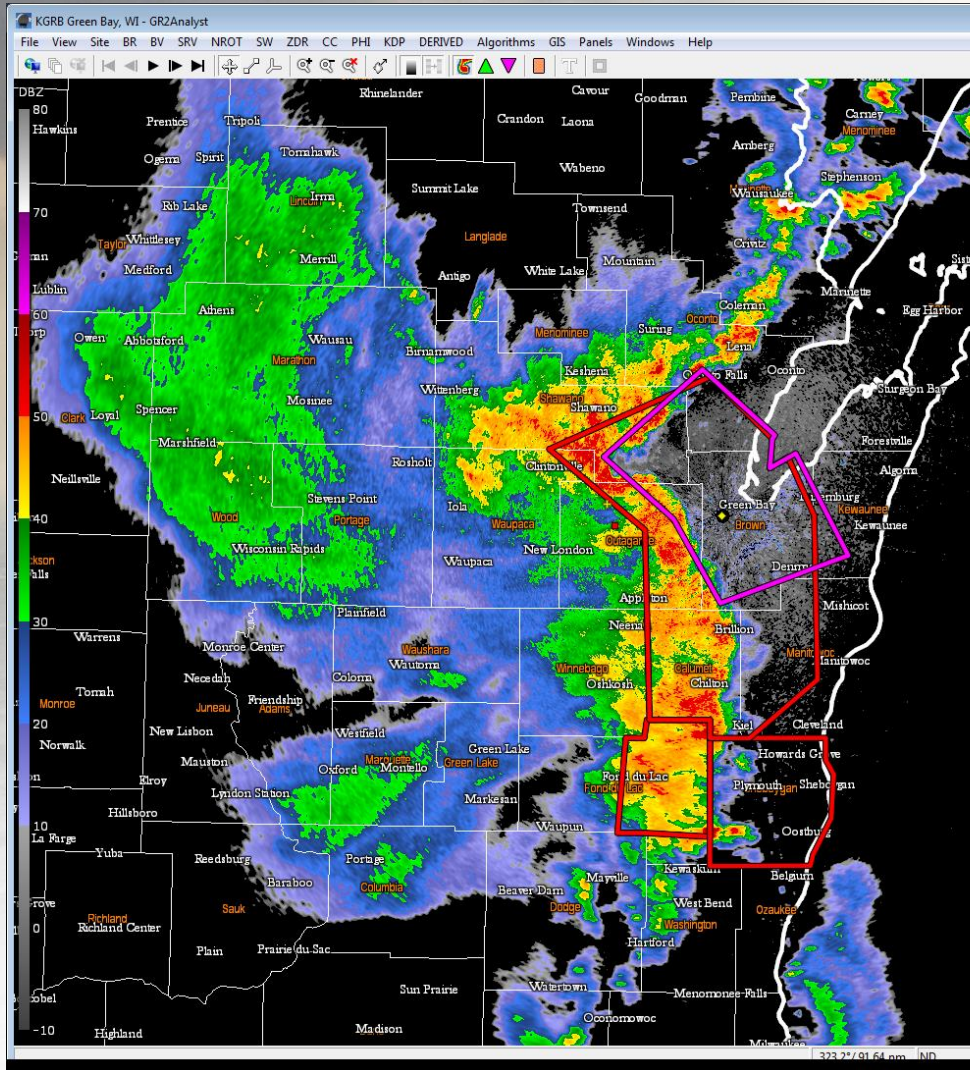 KGRB Green Bay, WI - GR2Analyst
File View Site BR BV SRV NROT SW ZDR CC PHI KDP DERIVED Algorithms GIS Panels Windows Help
DBZ
80
70
60
50
40
30
20
10
0
-10
Rhinelander
Cavour
Goodman
Pembine
Hawkins
Prentice
Tripoli
Crandon
Laona
Carney
Menominee
Ogema
Spirit
Tomahawk
Wabeno
Amberg
Stephenson
Rib Lake
Lincoln
Irma
Summit Lake
Wausaukee
Townsend
Taylor
Whittlesey
Langlade
Crivitz
Medford
Merrill
White Lake
Mountain
Lublin
Antigo
Marinette
Athens
Coleman
Egg Harbor
Owen
Abbotsford
Wausau
Menominee
Suring
Oconto
Lena
Marathon
Birnamwood
Keshena
Falls
Oconto
Sturgeon Bay
Wittenberg
Shawano
Shawano
Clark
Loyal
Spencer
Mosinee
Marshfield
Rosholt
Clintonville
Forestville
Algoma
Neillsville
Iola
Stevens Point
Wood
Portage
Waupaca
Green Bay
Brown
Kewaunee
Kewaunee
Wisconsin Rapids
New London
Waupaca
Appleton
Mishicot
Plainfield
Neena
Brillion
Warrens
Monroe Center
Waushara
Wautoma
Winnebago
Calumet
Necedah
Coloma
Oshkosh
Chilton
Tomah
Monroe
Juneau
Friendship
Adams
New Lisbon
Westfield
Kiel
Cleveland
Norwalk
Mauston
Oxford
Marquette
Montello
Green Lake
Green Lake
Howards Grove
Elroy
Lyndon Station
Fond du Lac
Fond du Lac
Plymouth
Sheboygan
Hillsboro
Markesan
Waupun
Oostburg
La Farge
Yuba
Reedsburg
Portage
Kewaskum
Baraboo
Columbia
Beaver Dam
Mayville
Belgium
Dodge
West Bend
Ozaukee
Richland
Richland Center
Sauk
Washington
Plain
Prairie du Sac
Hartford
Sun Prairie
Watertown
Menomonee Falls
Oconomowoc
Highland
Madison
323.2°/ 91.64 nm
ND